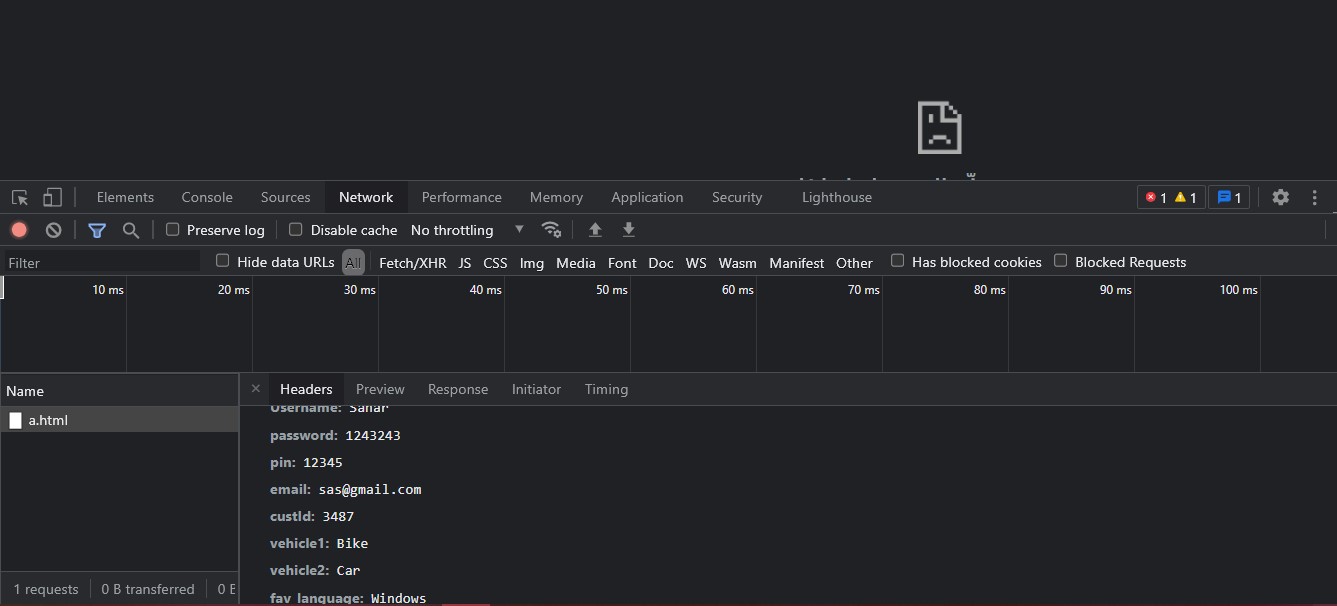 Elements Console Sources Network Performance Memory Application Security Lighthouse 1 1 1
Preserve log Disable cache No throttling
Filter Hide data URLs All Fetch/XHR JS CSS Img Media Font Doc WS Wasm Manifest Other Has blocked cookies Blocked Requests
10 ms 20 ms 30 ms 40 ms 50 ms 60 ms 70 ms 80 ms 90 ms 100 ms
Name
Headers Preview Response Initiator Timing
a.html
Username: Sahar
password: 1243243
pin: 12345
email: sas@gmail.com
custId: 3487
vehicle1: Bike
vehicle2: Car
fav language: Windows
1 requests 0 B transferred 0 B